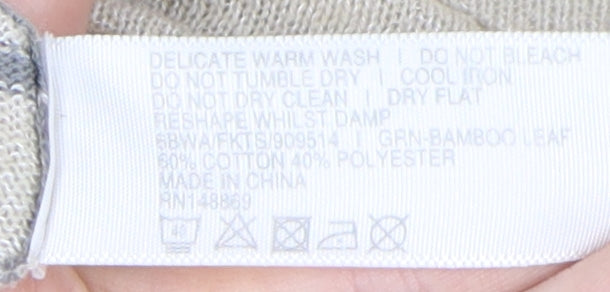 DELICATE WARM WASH | DO NOT BLEACH
DO NOT TUMBLE DRY | COOL IRON
DO NOT DRY CLEAN | DRY FLAT
RESHAPE WHILST DAMP
6BWA/FKTS/909514 | GRN-BAMBOO LEAF
60% COTTON 40% POLYESTER
MADE IN CHINA
RN148869
40